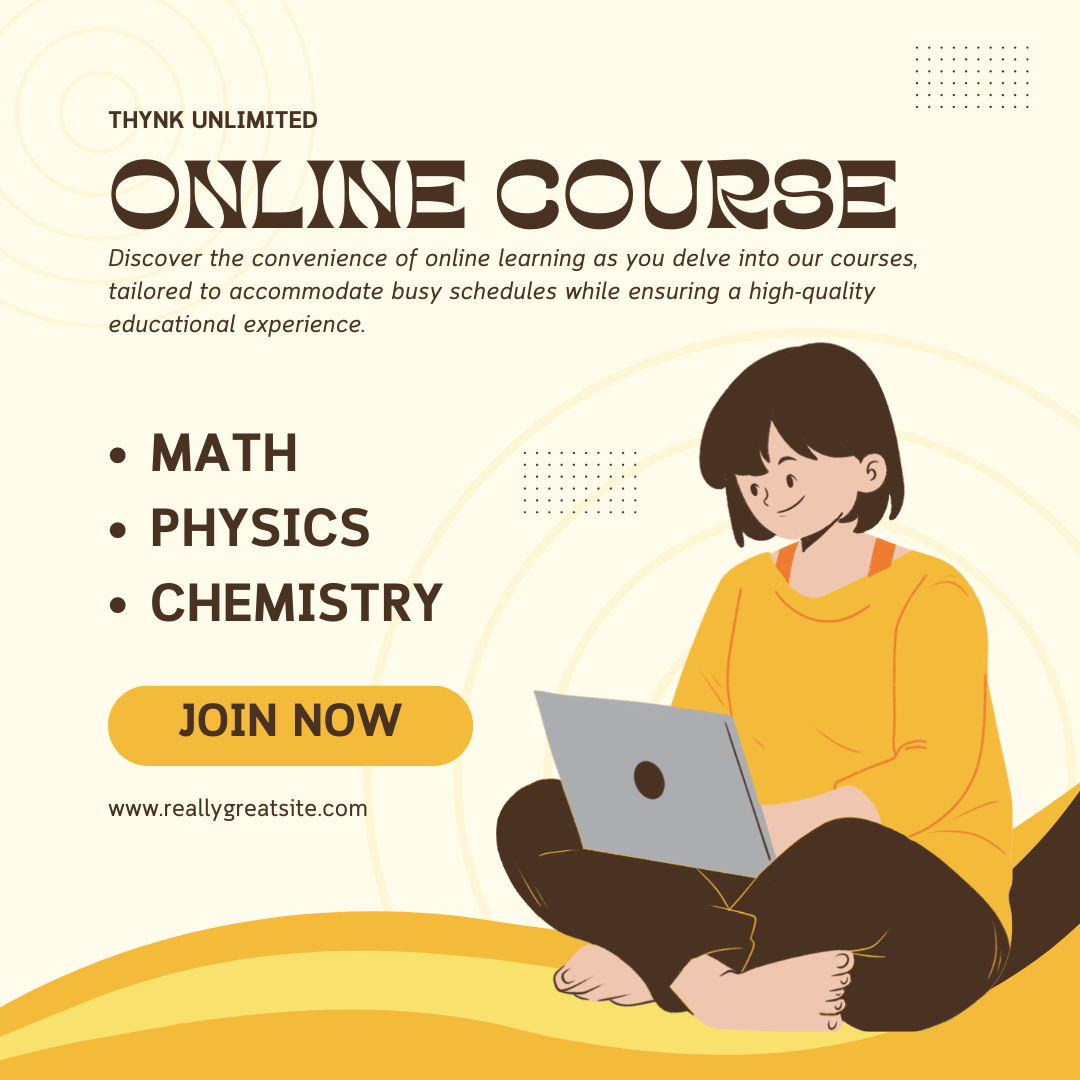 THYNK UNLIMITED
ONLINE COURSE
Discover the convenience of online learning as you delve into our courses,
tailored to accommodate busy schedules while ensuring a high-quality
educational experience.
• MATH
• PHYSICS
• CHEMISTRY
JOIN NOW
www.reallygreatsite.com